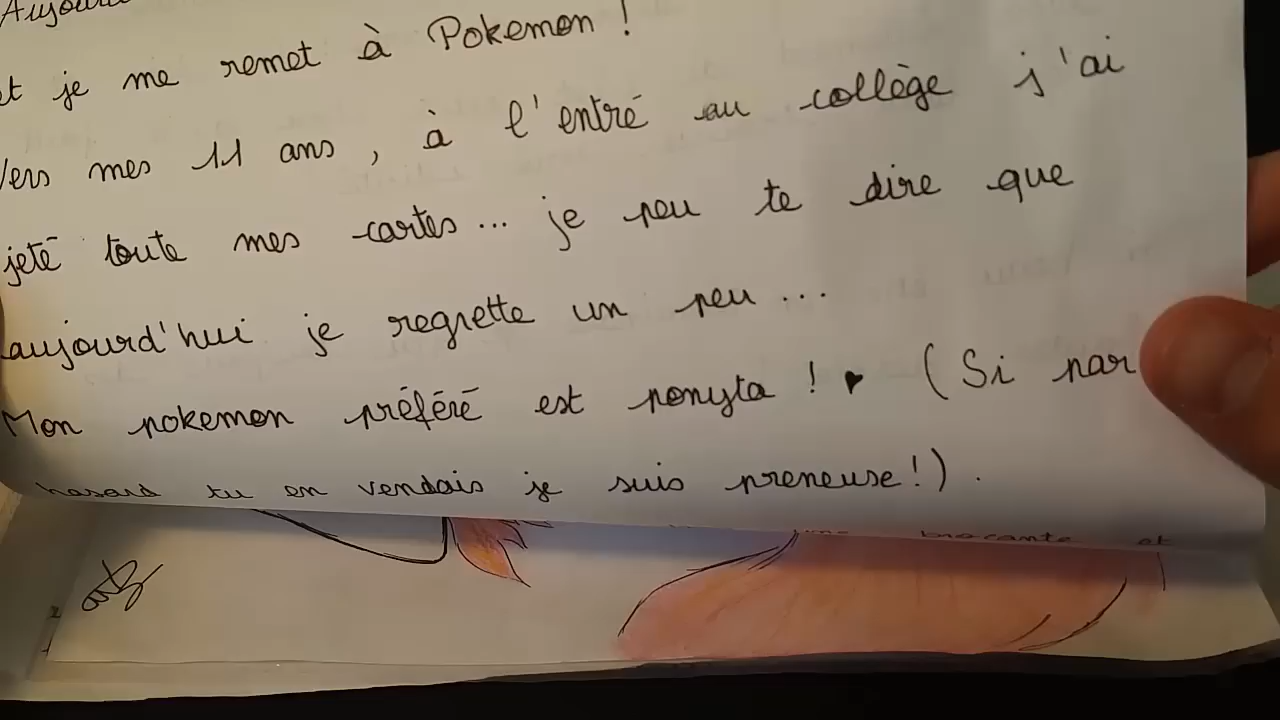 et je me remet à Pokemon !
Vers mes 11 ans, à l'entré au collège j'ai
jeté toute mes cartes... je peu te dire que
aujourd'hui je regrette un peu...
Mon pokemon préféré est ponyta ! ♥ (Si par
hasard tu en vendais je suis preneuse!).
brocante et